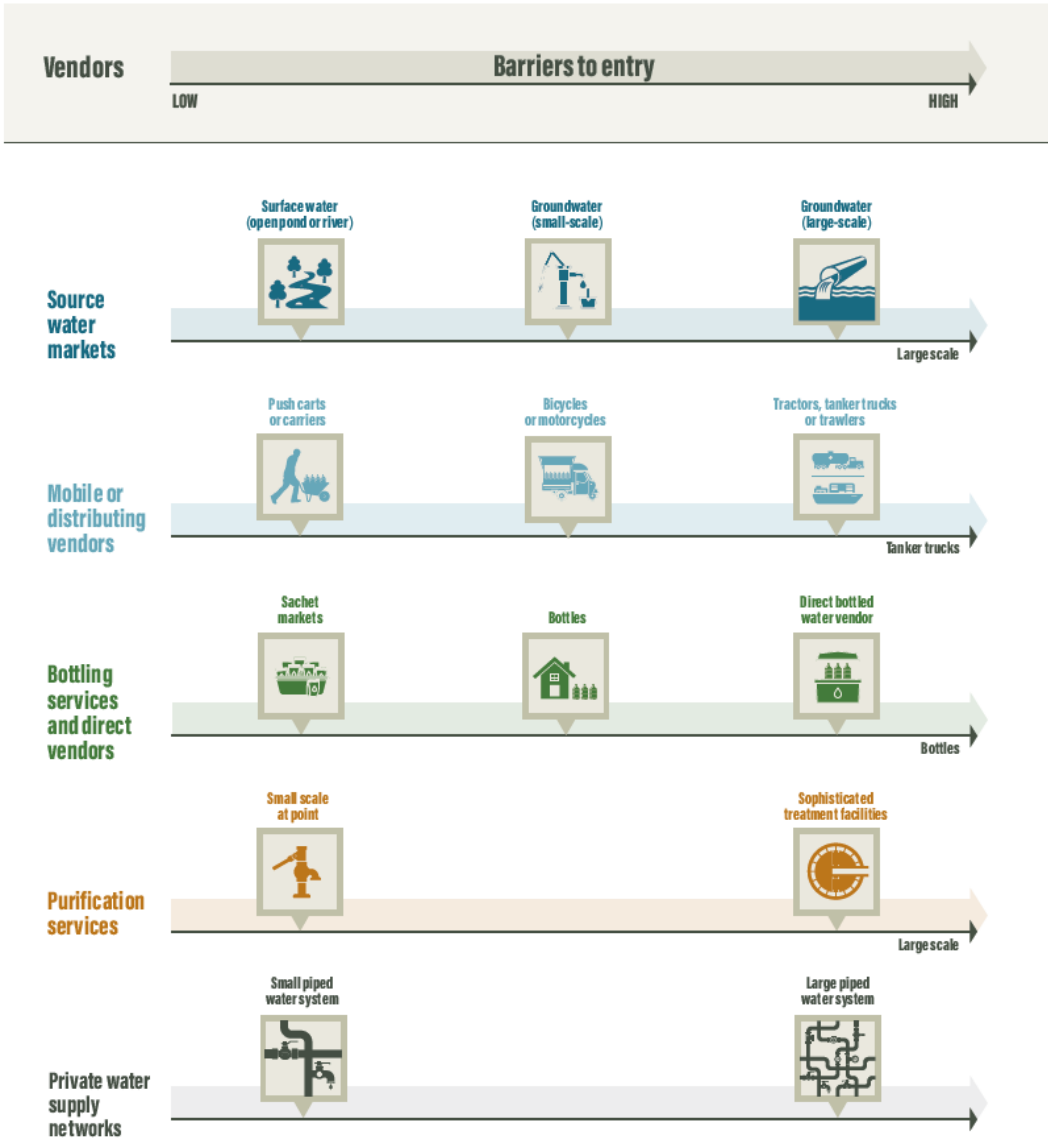 Vendors
Barriers to entry
LOW
HIGH
Surface water
(open pond or river)
Groundwater
(small-scale)
Groundwater
(large-scale)
Source
water
markets
Large scale
Push carts
or carriers
Bicycles
or motorcycles
Tractors, tanker trucks
or trawlers
Mobile or
distributing
vendors
Tanker trucks
Sachet
markets
Bottles
Direct bottled
water vendor
Bottling
services
and direct
vendors
Bottles
Small scale
at point
Sophisticated
treatment facilities
Purification
services
Large scale
Small piped
water system
Large piped
water system
Private water
supply
networks